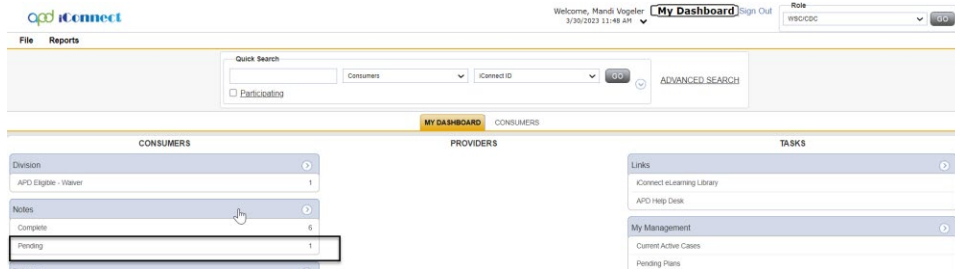 apd iConnect
Welcome, Mandi Vogeler My Dashboard Sign Out
3/30/2023 11:48 AM
Role
WSC/CDC GO
File Reports
Quick Search
Consumers iConnect ID GO ADVANCED SEARCH
Participating
MY DASHBOARD CONSUMERS
CONSUMERS PROVIDERS TASKS
Division
APD Eligible - Waiver 1
Notes
Complete 6
Pending 1
Links
iConnect eLearning Library
APD Help Desk
My Management
Current Active Cases
Pending Plans